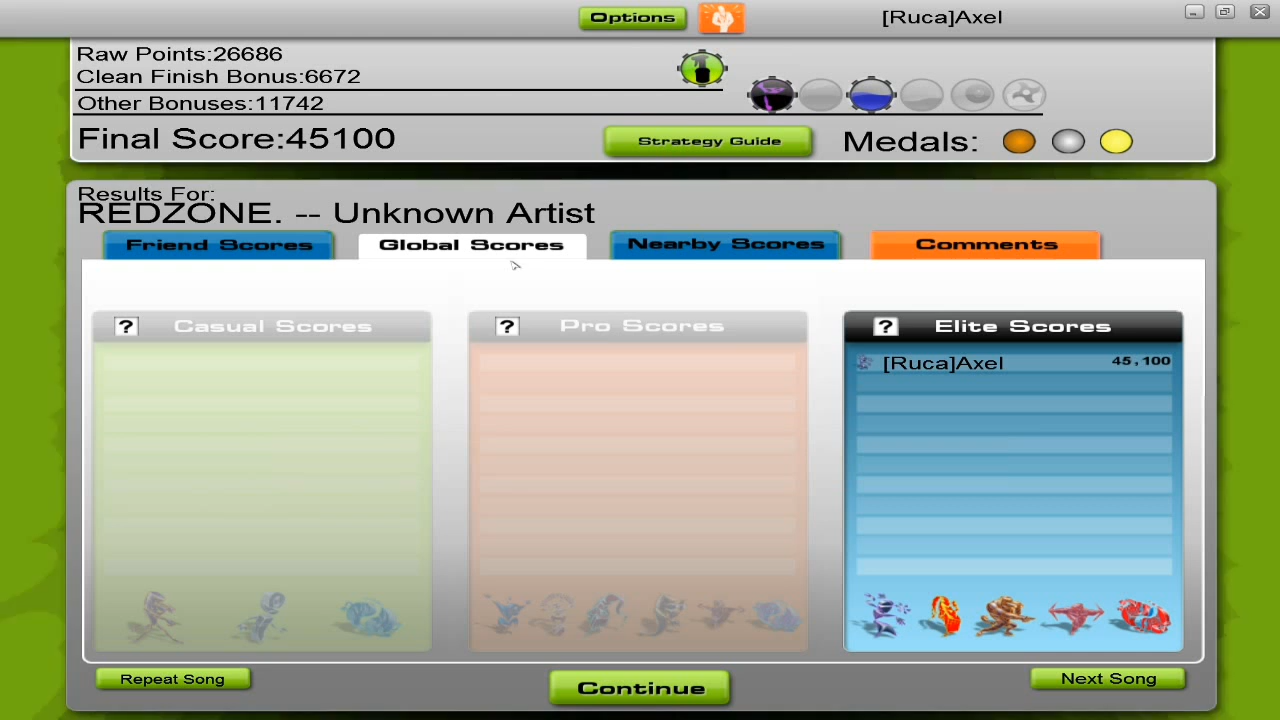 Options
[Ruca]Axel
Raw Points:26686
Clean Finish Bonus:6672
Other Bonuses:11742
Final Score:45100
Strategy Guide
Medals:
Results For:
REDZONE. -- Unknown Artist
Friend Scores
Global Scores
Nearby Scores
Comments
? Casual Scores
? Pro Scores
? Elite Scores
[Ruca]Axel 45,100
Repeat Song
Continue
Next Song